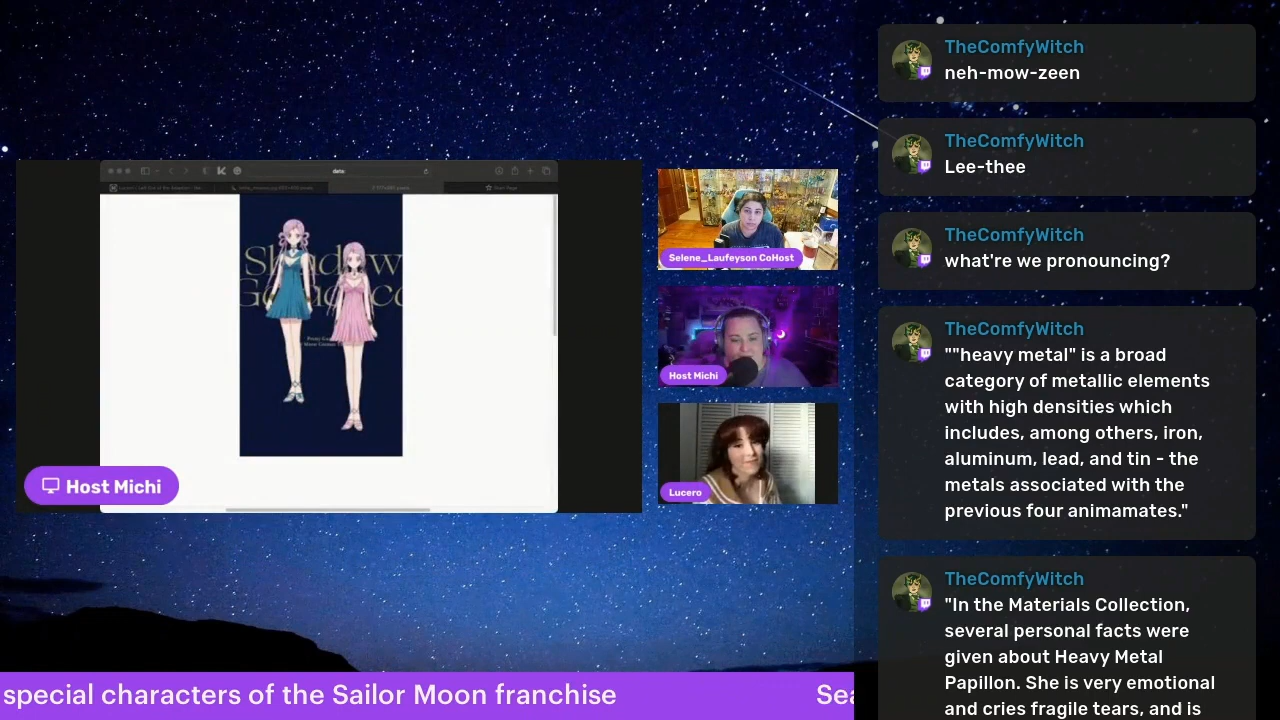 Shadow
Galactica
Host Michi
Selene_Laufeyson CoHost
Host Michi
Lucero
TheComfyWitch
neh-mow-zeen
TheComfyWitch
Lee-thee
TheComfyWitch
what're we pronouncing?
TheComfyWitch
""heavy metal" is a broad
category of metallic elements
with high densities which
includes, among others, iron,
aluminum, lead, and tin - the
metals associated with the
previous four animamates."
TheComfyWitch
"In the Materials Collection,
several personal facts were
given about Heavy Metal
Papillon. She is very emotional
and cries fragile tears, and is
special characters of the Sailor Moon franchise
Sea